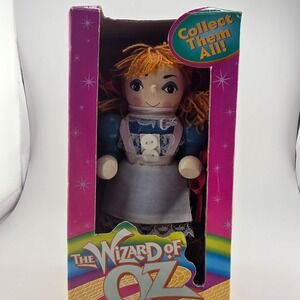 Collect
Them
All!
THE WIZARD OF
OZ